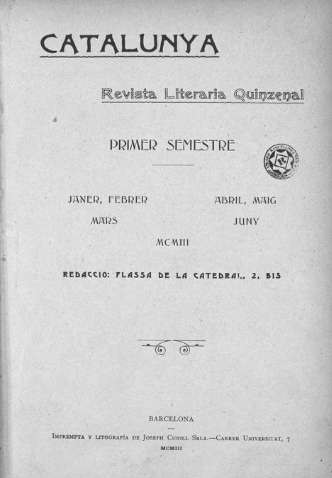 CATALUNYA
Revista Literaria Quinzenal
PRIMER SEMESTRE
JANER, FEBRER
MARS
ABRIL, MAIG
JUNY
MCMIII
REDACCIÓ: PLASSA DE LA CATEDRAL, 2, BIS
BARCELONA
IMPREMTA Y LITOGRAFÍA DE JOSEPH CUNILL SALA.—CARRER UNIVERSITAT, 7
MCMIII